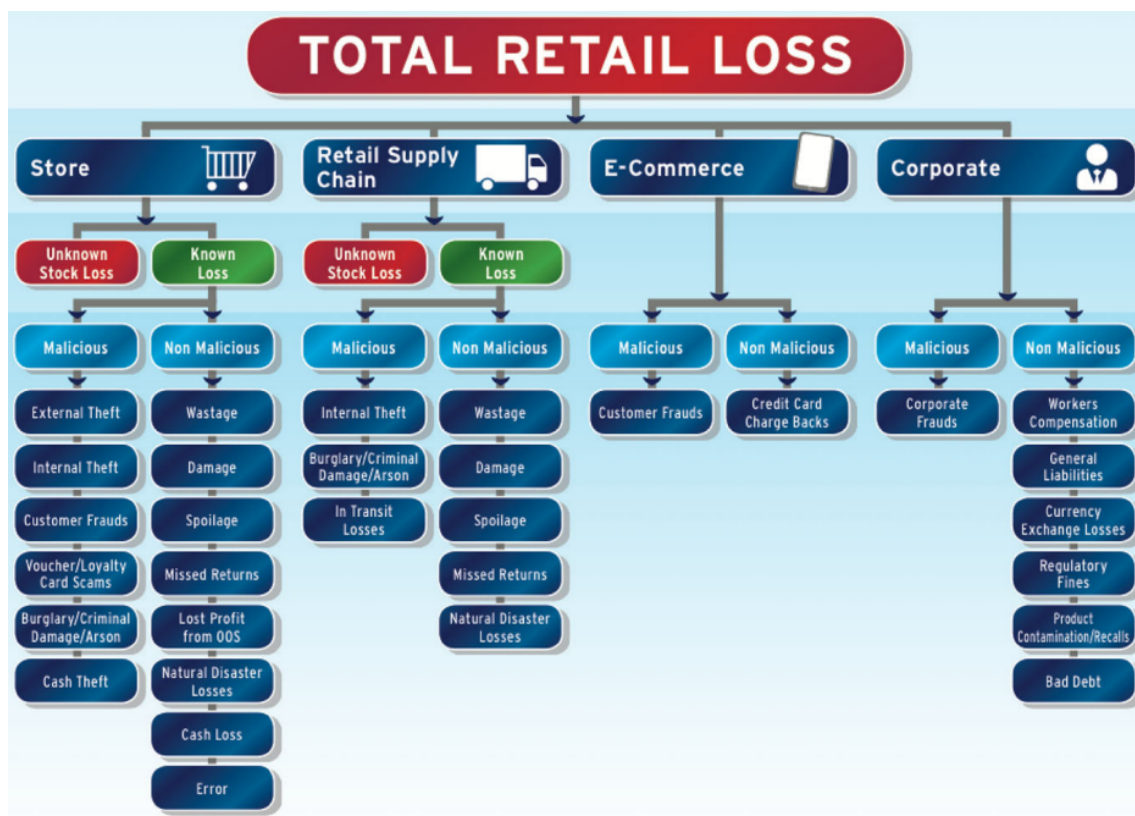 TOTAL RETAIL LOSS
Store
Retail Supply
Chain
E-Commerce
Corporate
Unknown
Stock Loss
Known
Loss
Unknown
Stock Loss
Known
Loss
Malicious
Non Malicious
Malicious
Non Malicious
Malicious
Non Malicious
Malicious
Non Malicious
External Theft
Internal Theft
Customer Frauds
Voucher/Loyalty
Card Scams
Burglary/Criminal
Damage/Arson
Cash Theft
Wastage
Damage
Spoilage
Missed Returns
Lost Profit
from OOS
Natural Disaster
Losses
Cash Loss
Error
Internal Theft
Burglary/Criminal
Damage/Arson
In Transit
Losses
Wastage
Damage
Spoilage
Missed Returns
Natural Disaster
Losses
Customer Frauds
Credit Card
Charge Backs
Corporate
Frauds
Workers
Compensation
General
Liabilities
Currency
Exchange Losses
Regulatory
Fines
Product
Contamination/Recalls
Bad Debt